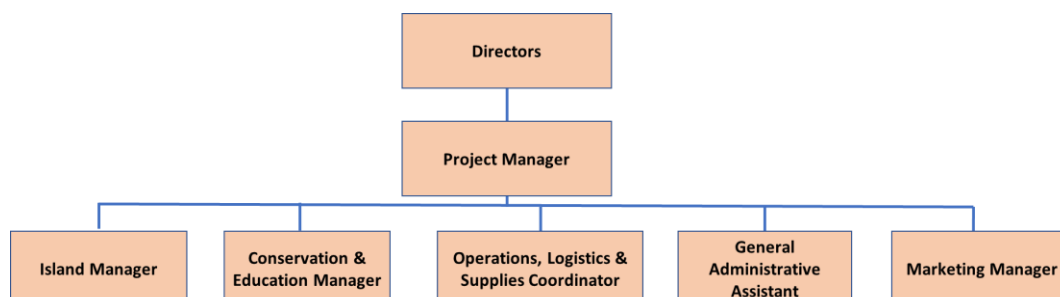 Directors
Project Manager
Island Manager
Conservation &
Education Manager
Operations, Logistics &
Supplies Coordinator
General
Administrative
Assistant
Marketing Manager